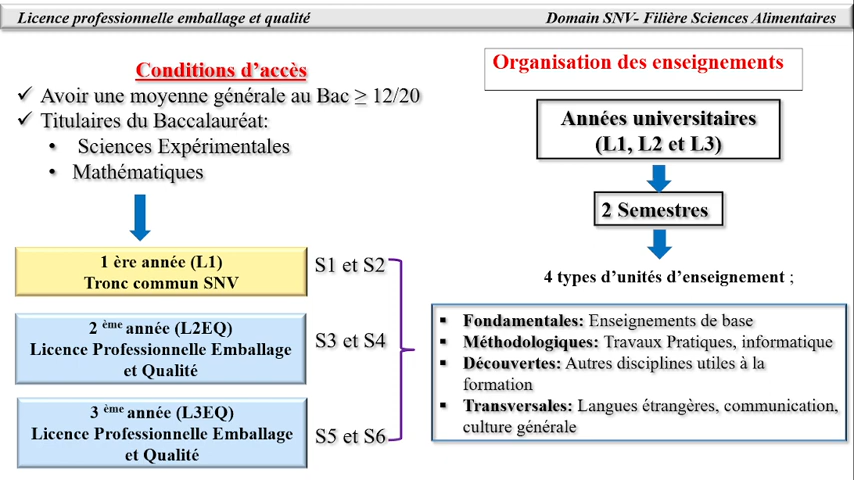 Licence professionnelle emballage et qualité
Domain SNV- Filière Sciences Alimentaires
Conditions d'accès
✓ Avoir une moyenne générale au Bac ≥ 12/20
✓ Titulaires du Baccalauréat:
• Sciences Expérimentales
• Mathématiques
1 ère année (L1)
Tronc commun SNV
S1 et S2
2 ème année (L2EQ)
Licence Professionnelle Emballage
et Qualité
S3 et S4
3 ème année (L3EQ)
Licence Professionnelle Emballage
et Qualité
S5 et S6
Organisation des enseignements
Années universitaires
(L1, L2 et L3)
2 Semestres
4 types d'unités d'enseignement ;
▪ Fondamentales: Enseignements de base
▪ Méthodologiques: Travaux Pratiques, informatique
▪ Découvertes: Autres disciplines utiles à la
formation
▪ Transversales: Langues étrangères, communication,
culture générale